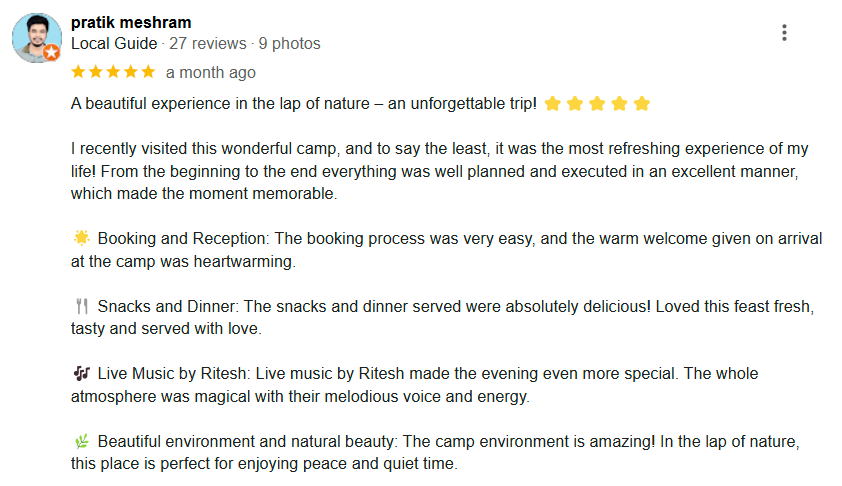 pratik meshram
Local Guide · 27 reviews · 9 photos
a month ago
A beautiful experience in the lap of nature – an unforgettable trip!
I recently visited this wonderful camp, and to say the least, it was the most refreshing experience of my
life! From the beginning to the end everything was well planned and executed in an excellent manner,
which made the moment memorable.
Booking and Reception: The booking process was very easy, and the warm welcome given on arrival
at the camp was heartwarming.
Snacks and Dinner: The snacks and dinner served were absolutely delicious! Loved this feast fresh,
tasty and served with love.
Live Music by Ritesh: Live music by Ritesh made the evening even more special. The whole
atmosphere was magical with their melodious voice and energy.
Beautiful environment and natural beauty: The camp environment is amazing! In the lap of nature,
this place is perfect for enjoying peace and quiet time.